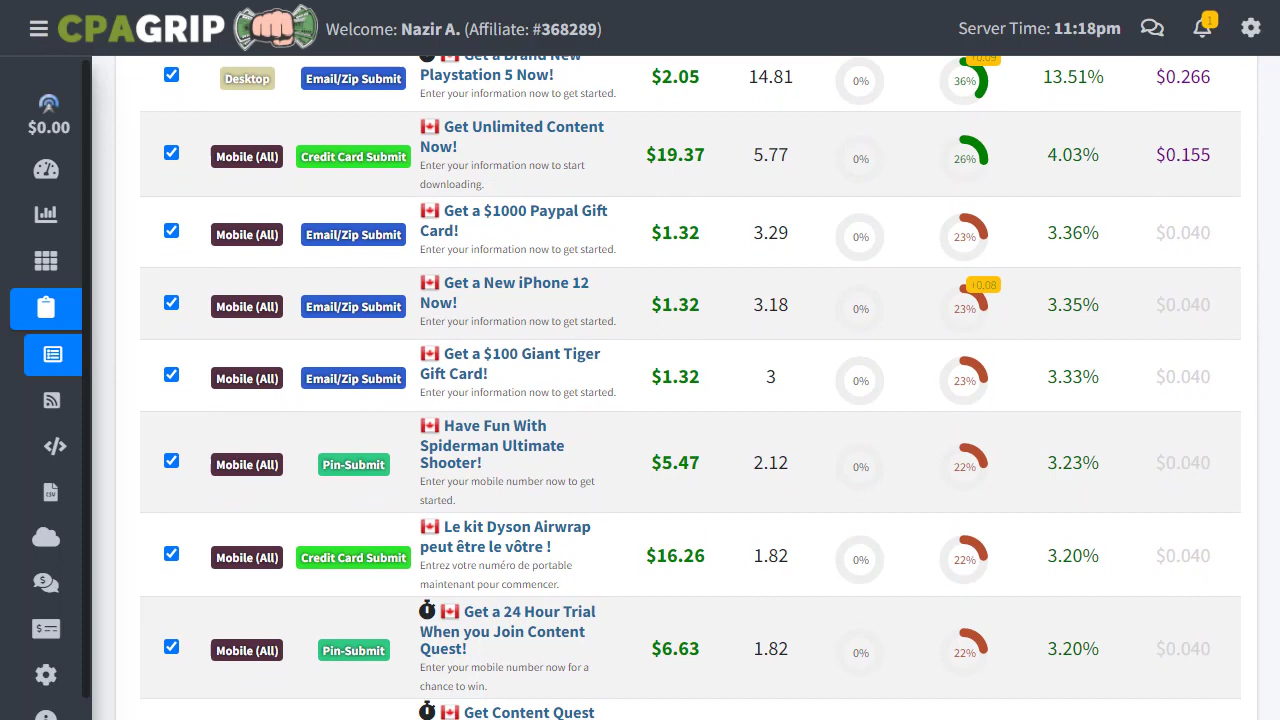 CPAGRIP
Welcome: Nazir A. (Affiliate: #368289)
Server Time: 11:18pm
1
$0.00
Get a Brand New
Playstation 5 Now!
Enter your information now to get started.
Desktop
Email/Zip Submit
$2.05
14.81
0%
36%
+0.09
13.51%
$0.266
Mobile (All)
Credit Card Submit
Get Unlimited Content
Now!
Enter your information now to start
downloading.
$19.37
5.77
0%
26%
4.03%
$0.155
Mobile (All)
Email/Zip Submit
Get a $1000 Paypal Gift
Card!
Enter your information now to get started.
$1.32
3.29
0%
23%
3.36%
$0.040
Mobile (All)
Email/Zip Submit
Get a New iPhone 12
Now!
Enter your information now to get started.
$1.32
3.18
0%
23%
+0.08
3.35%
$0.040
Mobile (All)
Email/Zip Submit
Get a $100 Giant Tiger
Gift Card!
Enter your information now to get started.
$1.32
3
0%
23%
3.33%
$0.040
Mobile (All)
Pin-Submit
Have Fun With
Spiderman Ultimate
Shooter!
Enter your mobile number now to get
started.
$5.47
2.12
0%
22%
3.23%
$0.040
Mobile (All)
Credit Card Submit
Le kit Dyson Airwrap
peut être le vôtre !
Entrez votre numéro de portable
maintenant pour commencer.
$16.26
1.82
0%
22%
3.20%
$0.040
Mobile (All)
Pin-Submit
Get a 24 Hour Trial
When you Join Content
Quest!
Enter your mobile number now for a
chance to win.
$6.63
1.82
0%
22%
3.20%
$0.040
Get Content Quest